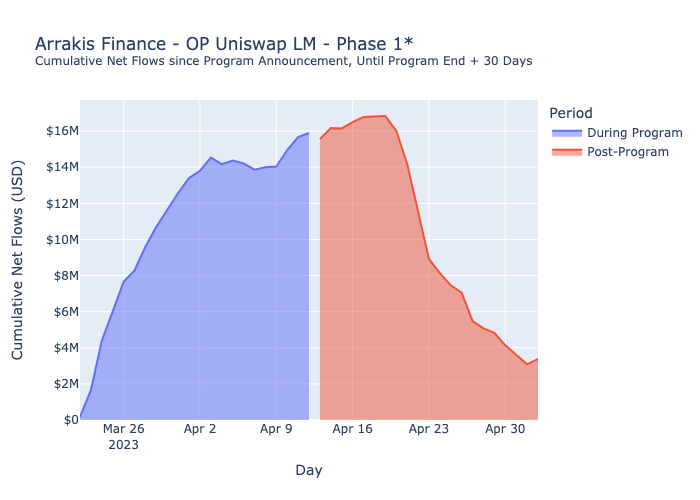 Arrakis Finance - OP Uniswap LM - Phase 1*
Cumulative Net Flows since Program Announcement, Until Program End + 30 Days
Period
During Program
Post-Program
Cumulative Net Flows (USD)
$16M
$14M
$12M
$10M
$8M
$6M
$4M
$2M
$0
Mar 26
2023
Apr 2
Apr 9
Apr 16
Apr 23
Apr 30
Day